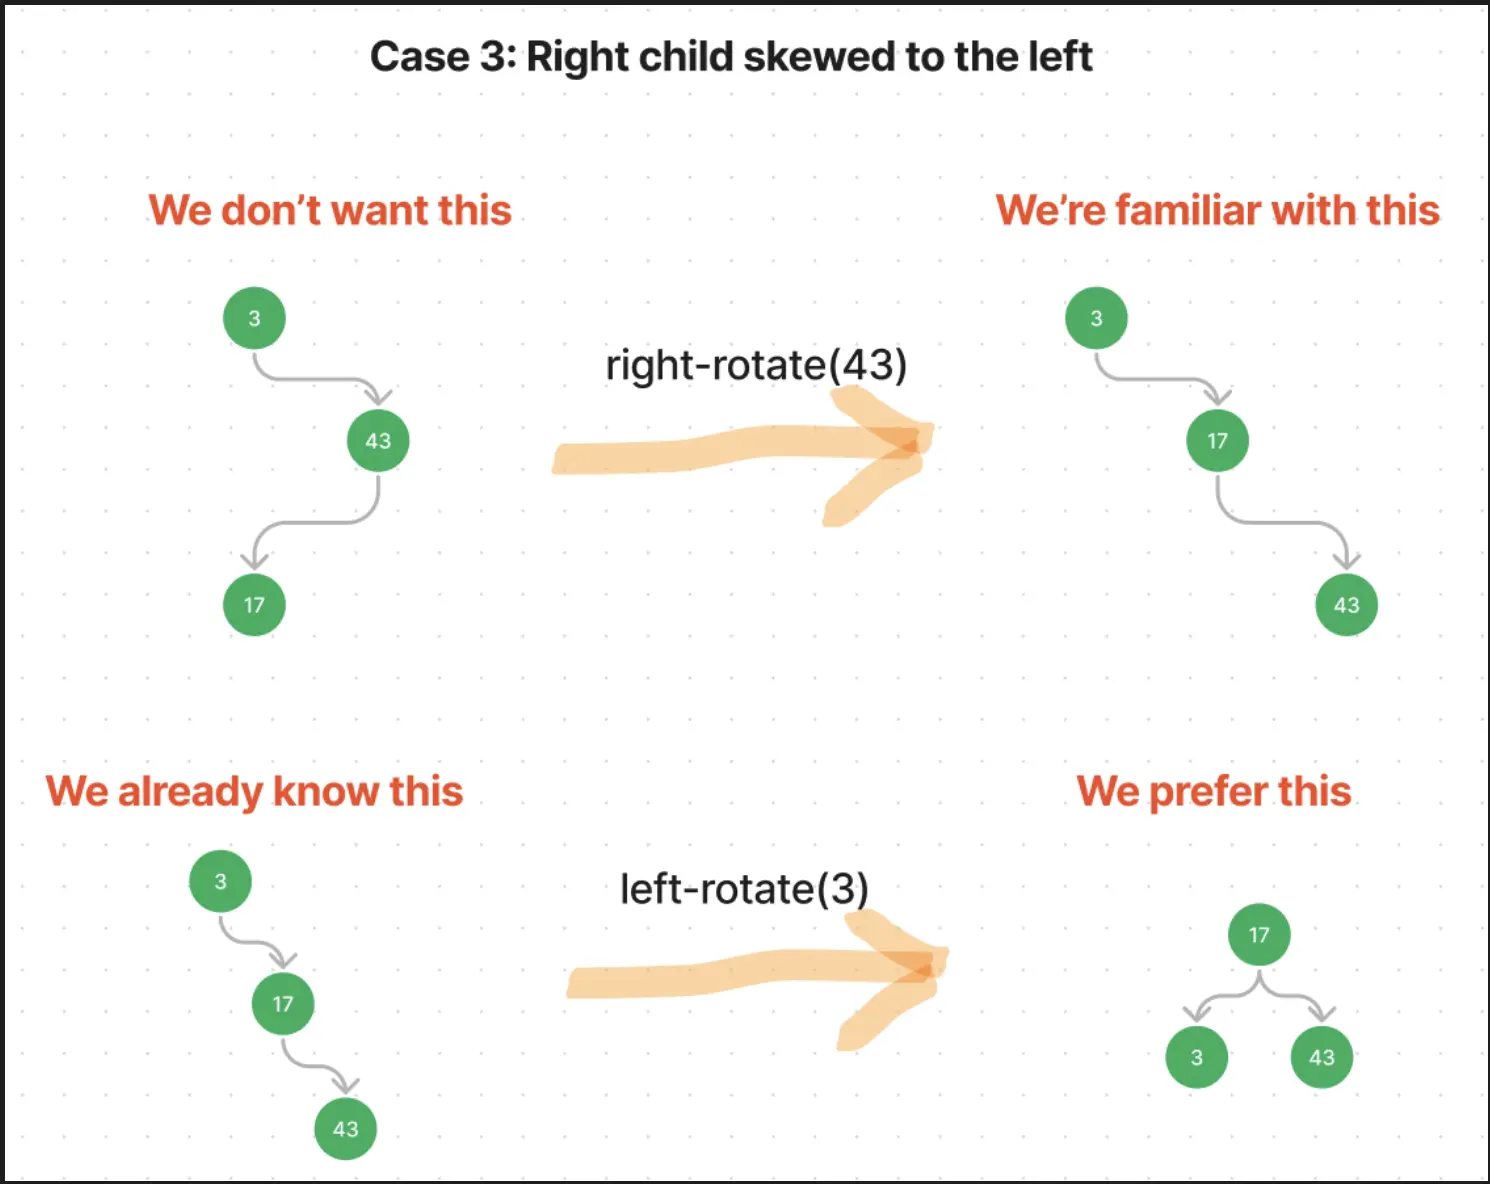 Case 3: Right child skewed to the left
We don’t want this
We’re familiar with this
3
43
17
right-rotate(43)
3
17
43
We already know this
We prefer this
3
17
43
left-rotate(3)
17
3
43